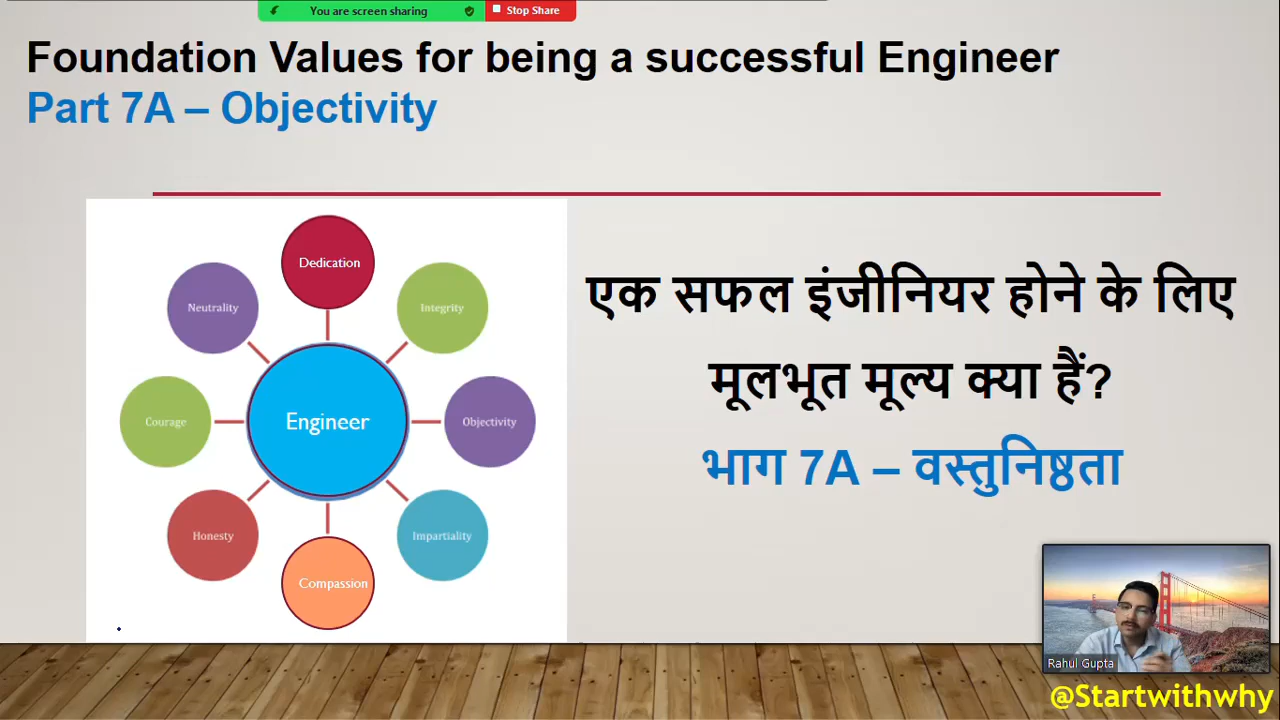 You are screen sharing
Stop Share
Foundation Values for being a successful Engineer
Part 7A – Objectivity
Dedication
Neutrality
Integrity
Courage
Engineer
Objectivity
Honesty
Impartiality
Compassion
एक सफल इंजीनियर होने के लिए
मूलभूत मूल्य क्या हैं?
भाग 7A – वस्तुनिष्ठता
Rahul Gupta
@Startwithwhy